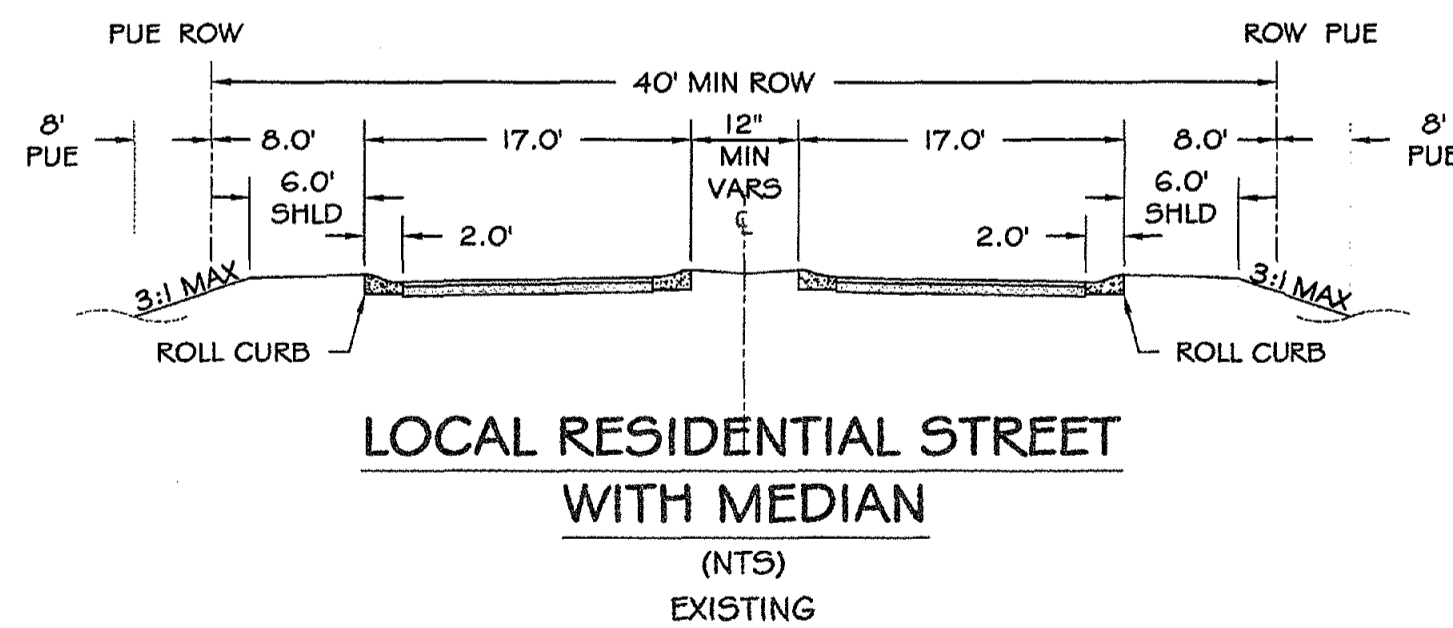 PUE ROW
ROW PUE
40' MIN ROW
8'
PUE
8.0'
17.0'
12"
MIN
VARS
℄
17.0'
8.0'
8'
PUE
6.0'
SHLD
6.0'
SHLD
2.0'
2.0'
3:1 MAX
3:1 MAX
ROLL CURB
ROLL CURB
LOCAL RESIDENTIAL STREET
WITH MEDIAN
(NTS)
EXISTING